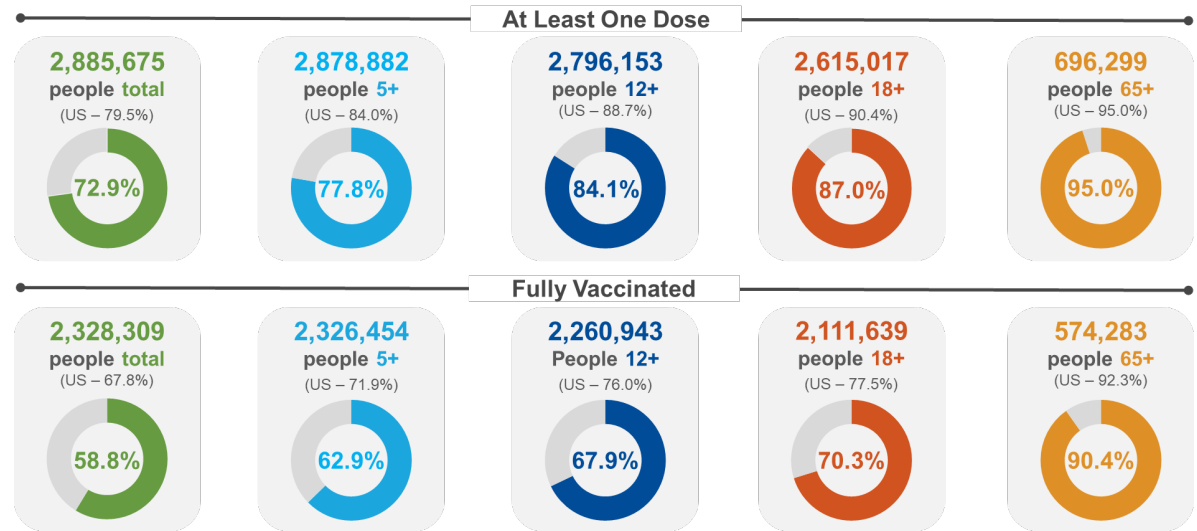 At Least One Dose
2,885,675
people total
(US – 79.5%)
72.9%
2,878,882
people 5+
(US – 84.0%)
77.8%
2,796,153
people 12+
(US – 88.7%)
84.1%
2,615,017
people 18+
(US – 90.4%)
87.0%
696,299
people 65+
(US – 95.0%)
95.0%
Fully Vaccinated
2,328,309
people total
(US – 67.8%)
58.8%
2,326,454
people 5+
(US – 71.9%)
62.9%
2,260,943
People 12+
(US – 76.0%)
67.9%
2,111,639
people 18+
(US – 77.5%)
70.3%
574,283
people 65+
(US – 92.3%)
90.4%